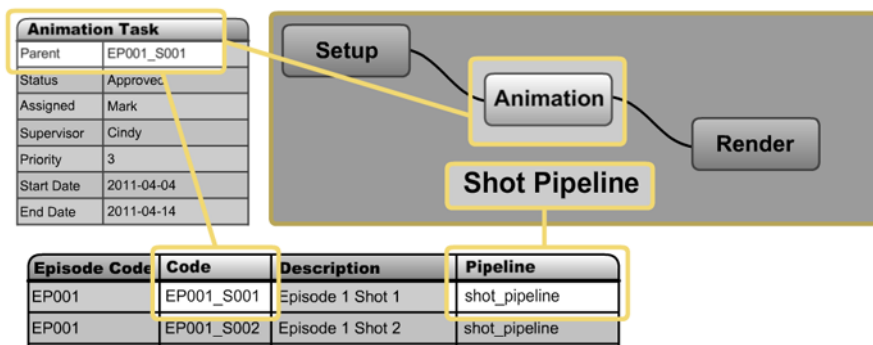 Animation Task
Parent EP001_S001
Status Approved
Assigned Mark
Supervisor Cindy
Priority 3
Start Date 2011-04-04
End Date 2011-04-14
Setup
Animation
Render
Shot Pipeline
Episode Code Code Description Pipeline
EP001 EP001_S001 Episode 1 Shot 1 shot_pipeline
EP001 EP001_S002 Episode 1 Shot 2 shot_pipeline